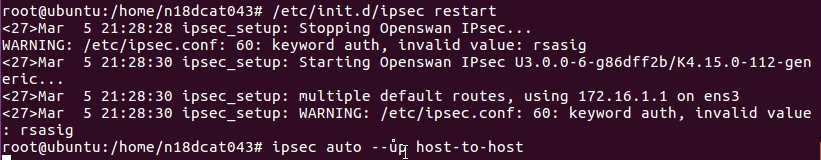 root@ubuntu:/home/n18dcat043# /etc/init.d/ipsec restart
<27>Mar  5 21:28:28 ipsec_setup: Stopping Openswan IPsec...
WARNING: /etc/ipsec.conf: 60: keyword auth, invalid value: rsasig
<27>Mar  5 21:28:30 ipsec_setup: Starting Openswan IPsec U3.0.0-6-g86dff2b/K4.15.0-112-gen
eric...
<27>Mar  5 21:28:30 ipsec_setup: multiple default routes, using 172.16.1.1 on ens3
<27>Mar  5 21:28:30 ipsec_setup: WARNING: /etc/ipsec.conf: 60: keyword auth, invalid value
: rsasig
root@ubuntu:/home/n18dcat043# ipsec auto --up host-to-host